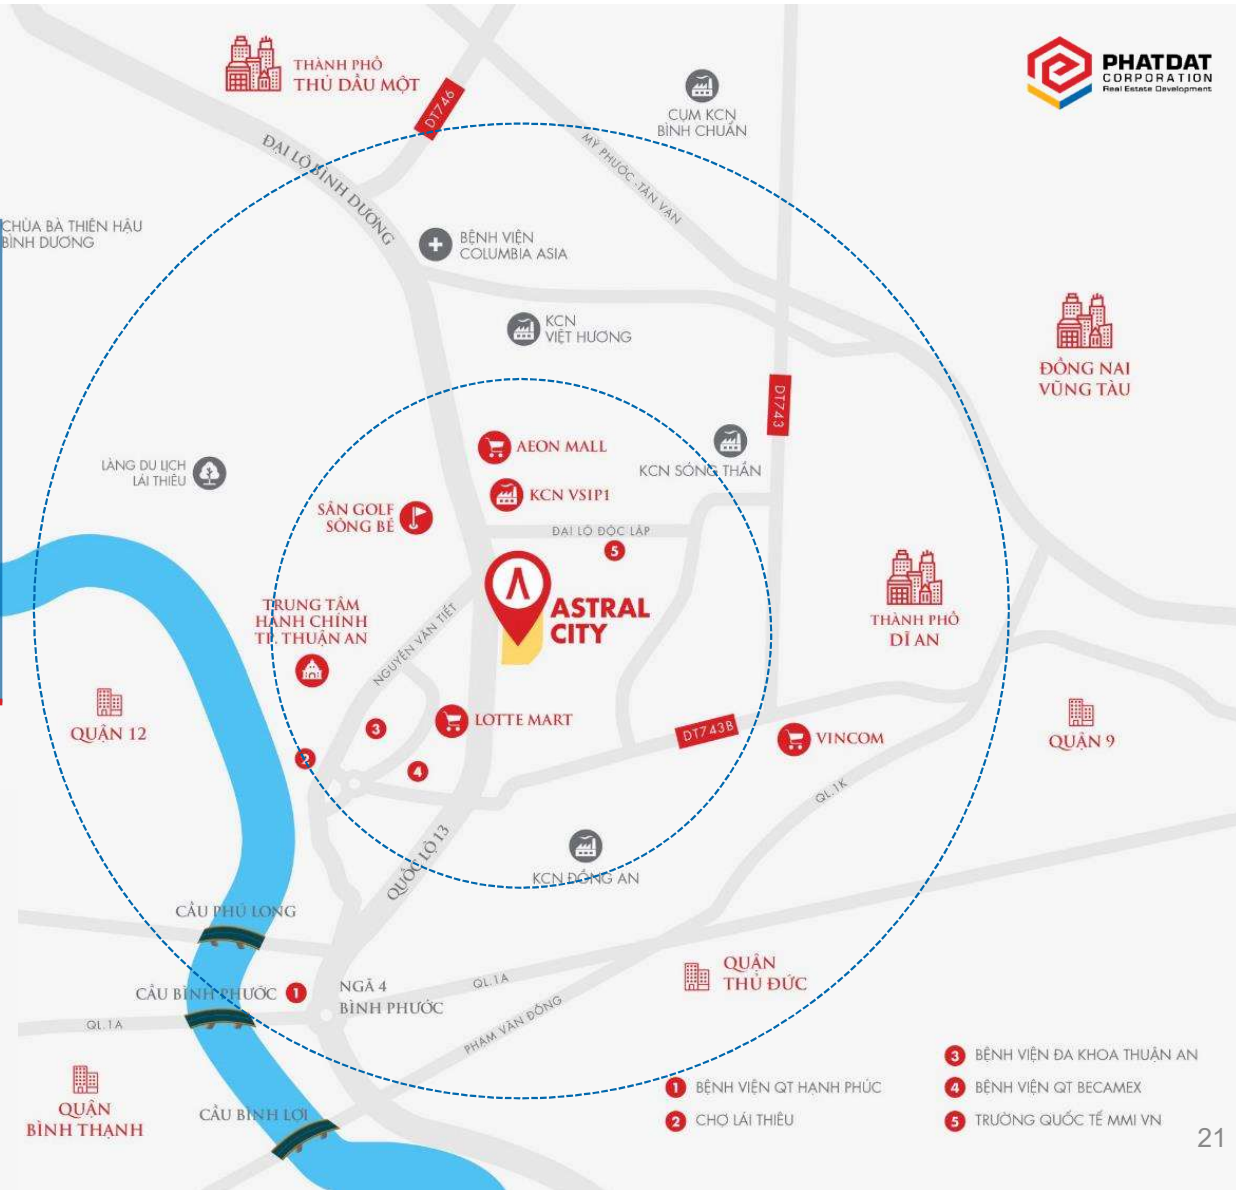 THÀNH PHỐ
THỦ DẦU MỘT
DT746
PHATDAT
CORPORATION
Real Estate Development
CỤM KCN
BÌNH CHUẨN
ĐẠI LỘ BÌNH DƯƠNG
MỸ PHƯỚC -TÂN VẠN
CHÙA BÀ THIÊN HẬU
BÌNH DƯƠNG
BỆNH VIỆN
COLUMBIA ASIA
KCN
VIỆT HƯƠNG
ĐỒNG NAI
VŨNG TÀU
DT743
AEON MALL
KCN SÓNG THẦN
LÀNG DU LỊCH
LÁI THIÊU
KCN VSIP1
SÂN GOLF
SÔNG BÉ
ĐẠI LỘ ĐỘC LẬP
5
ASTRAL
CITY
TRUNG TÂM
HÀNH CHÍNH
TP. THUẬN AN
NGUYỄN VĂN TIẾT
THÀNH PHỐ
DĨ AN
QUẬN 12
3
LOTTE MART
DT743B
VINCOM
QUẬN 9
2
4
QL.1K
QUỐC LỘ 13
KCN ĐỒNG AN
CẦU PHÚ LONG
CẦU BÌNH PHƯỚC
1
NGÃ 4
BÌNH PHƯỚC
QL.1A
QUẬN
THỦ ĐỨC
QL.1A
PHẠM VĂN ĐỒNG
QUẬN
BÌNH THẠNH
CẦU BÌNH LỢI
1 BỆNH VIỆN QT HẠNH PHÚC
2 CHỢ LÁI THIÊU
3 BỆNH VIỆN ĐA KHOA THUẬN AN
4 BỆNH VIỆN QT BECAMEX
5 TRƯỜNG QUỐC TẾ MMI VN
21